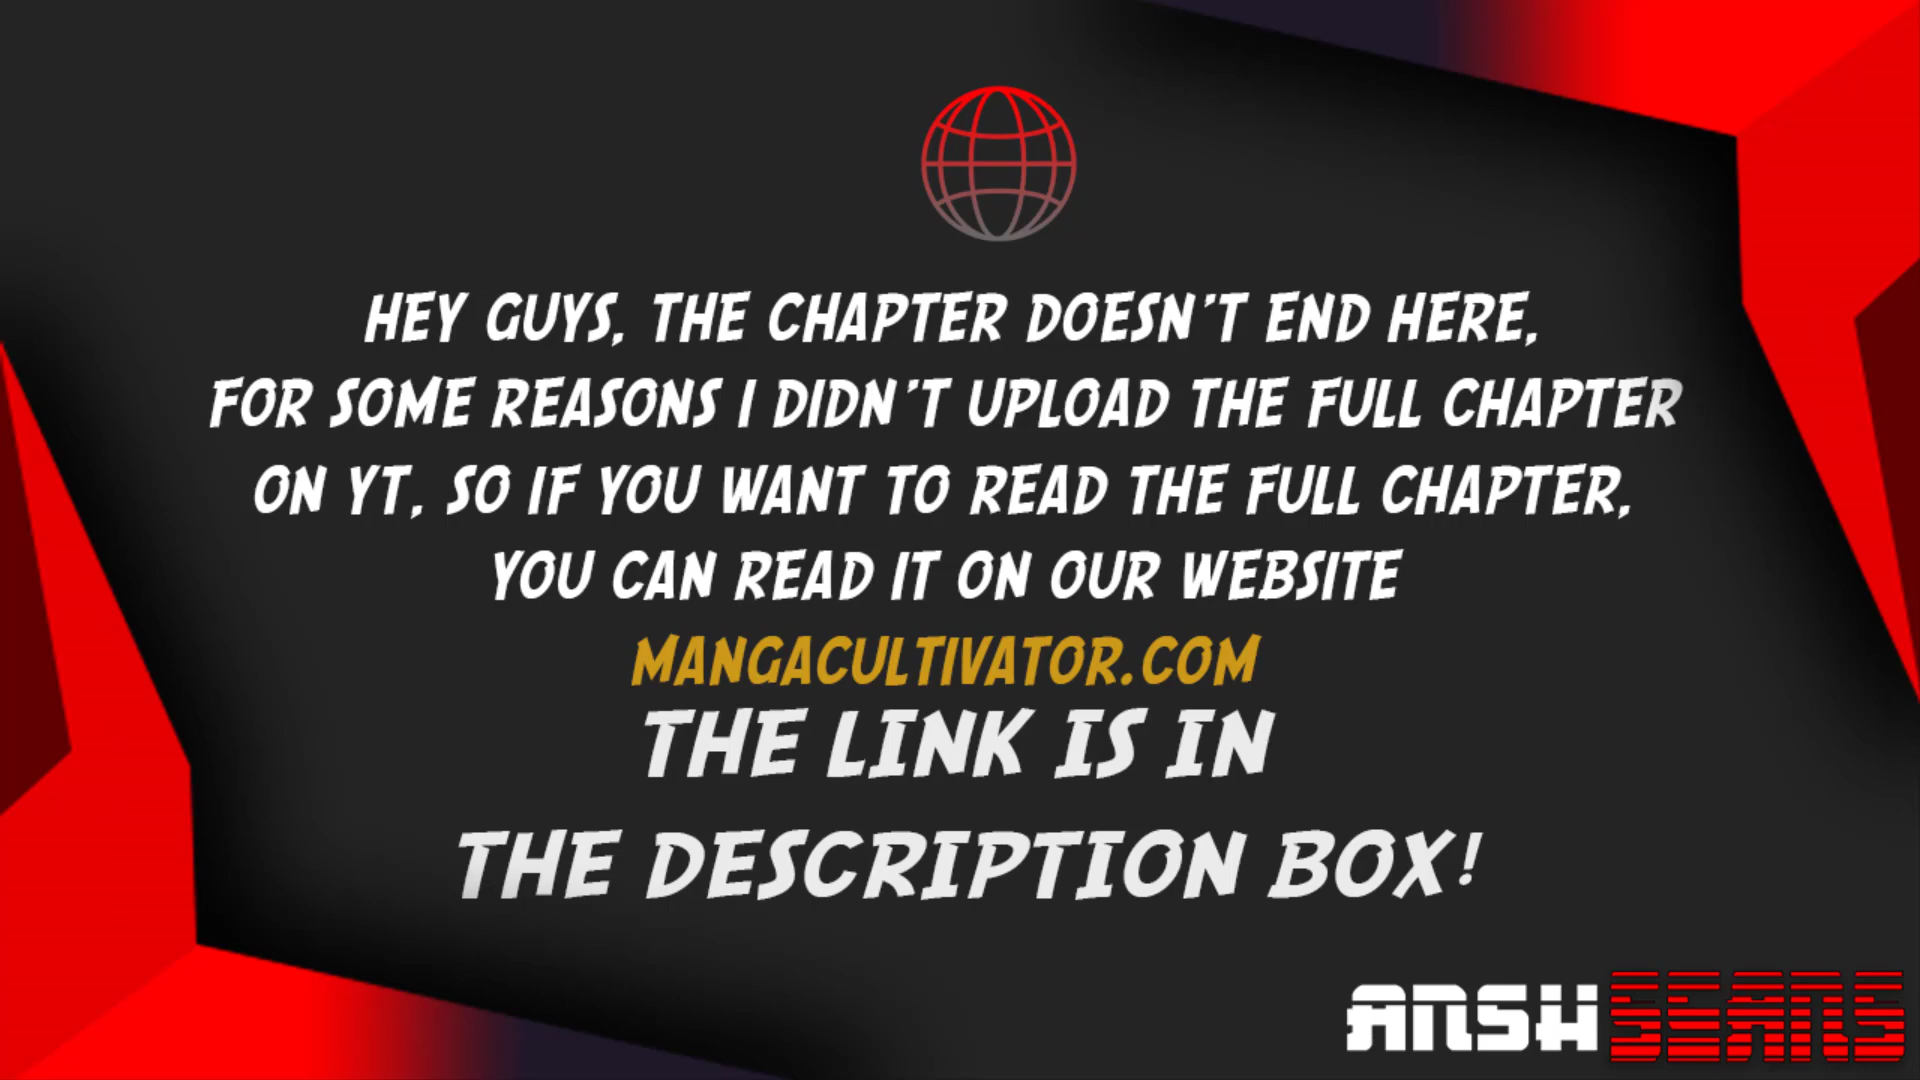 HEY GUYS, THE CHAPTER DOESN'T END HERE,
FOR SOME REASONS I DIDN'T UPLOAD THE FULL CHAPTER
ON YT, SO IF YOU WANT TO READ THE FULL CHAPTER,
YOU CAN READ IT ON OUR WEBSITE
MANGACULTIVATOR.COM
THE LINK IS IN
THE DESCRIPTION BOX!
ANSH SCANS